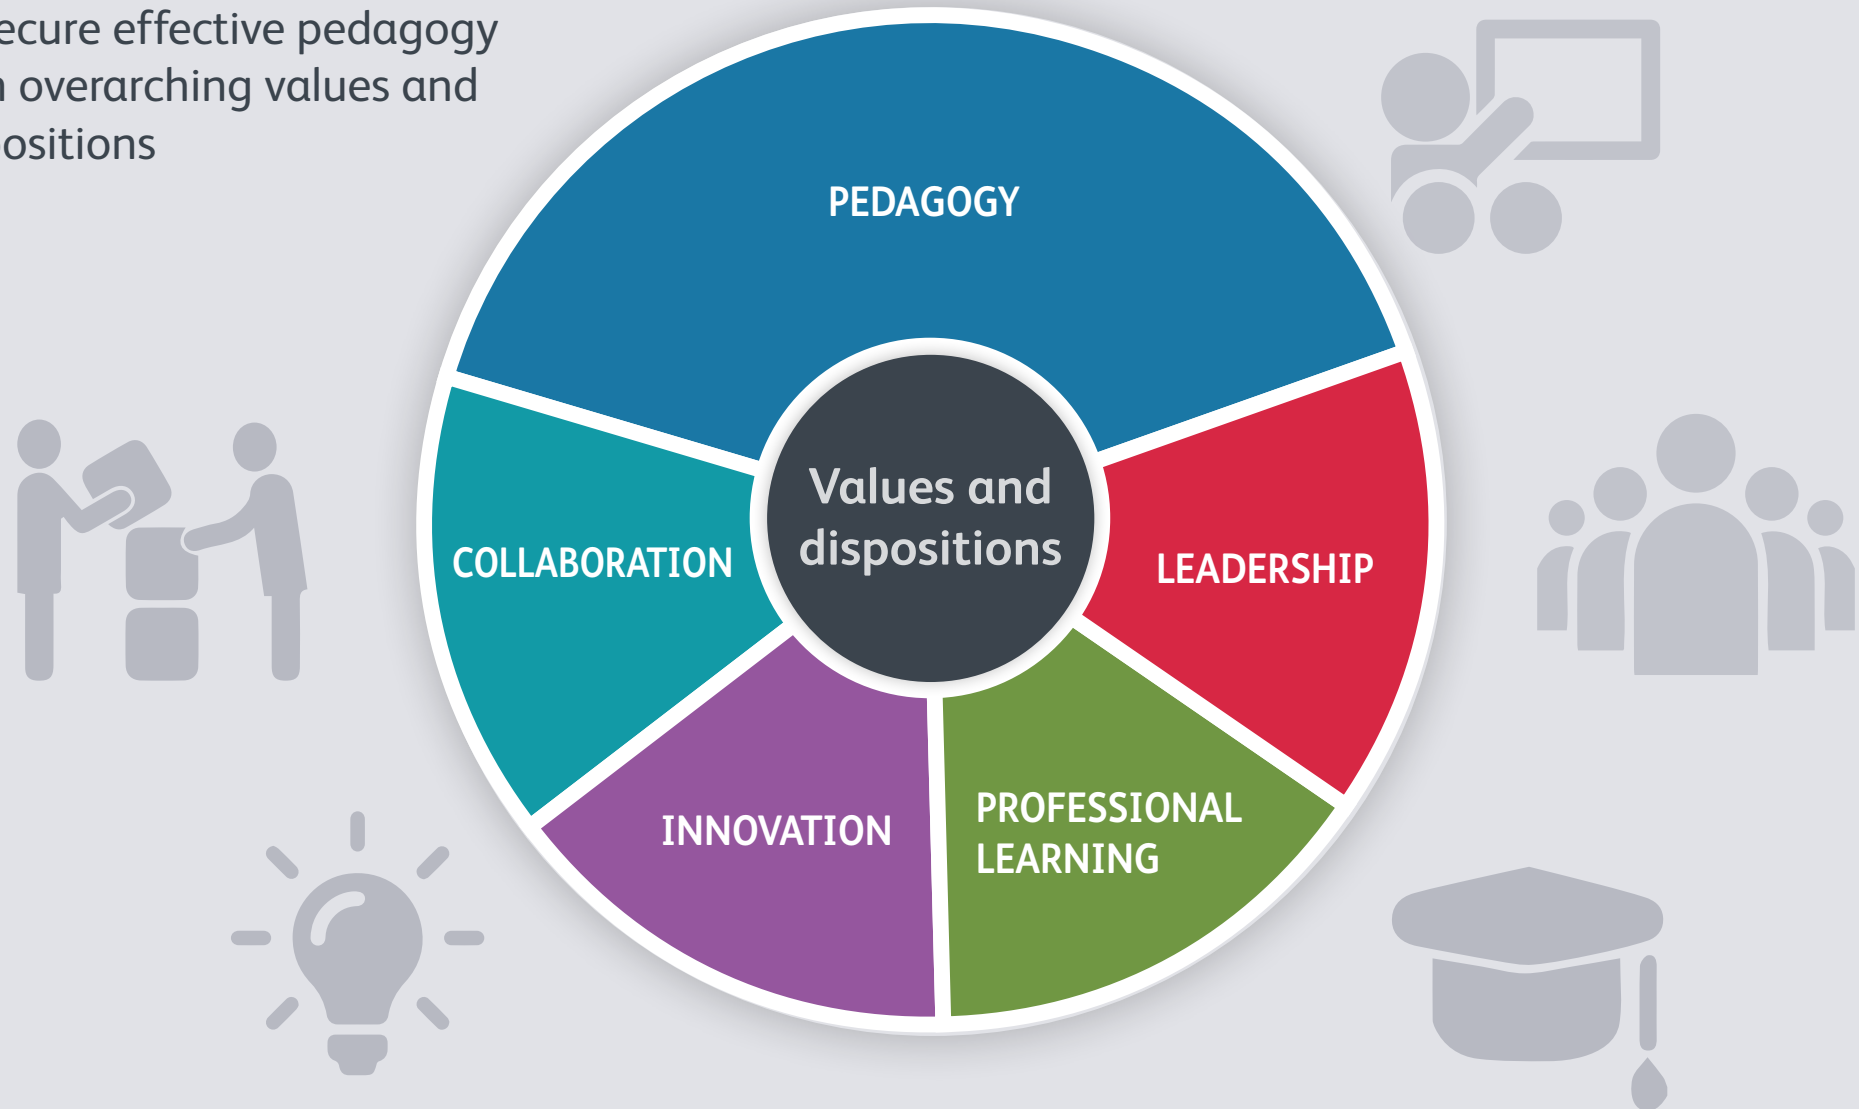 ecure effective pedagogy
overarching values and
ositions
PEDAGOGY
Values and
dispositions
COLLABORATION
LEADERSHIP
INNOVATION
PROFESSIONAL
LEARNING